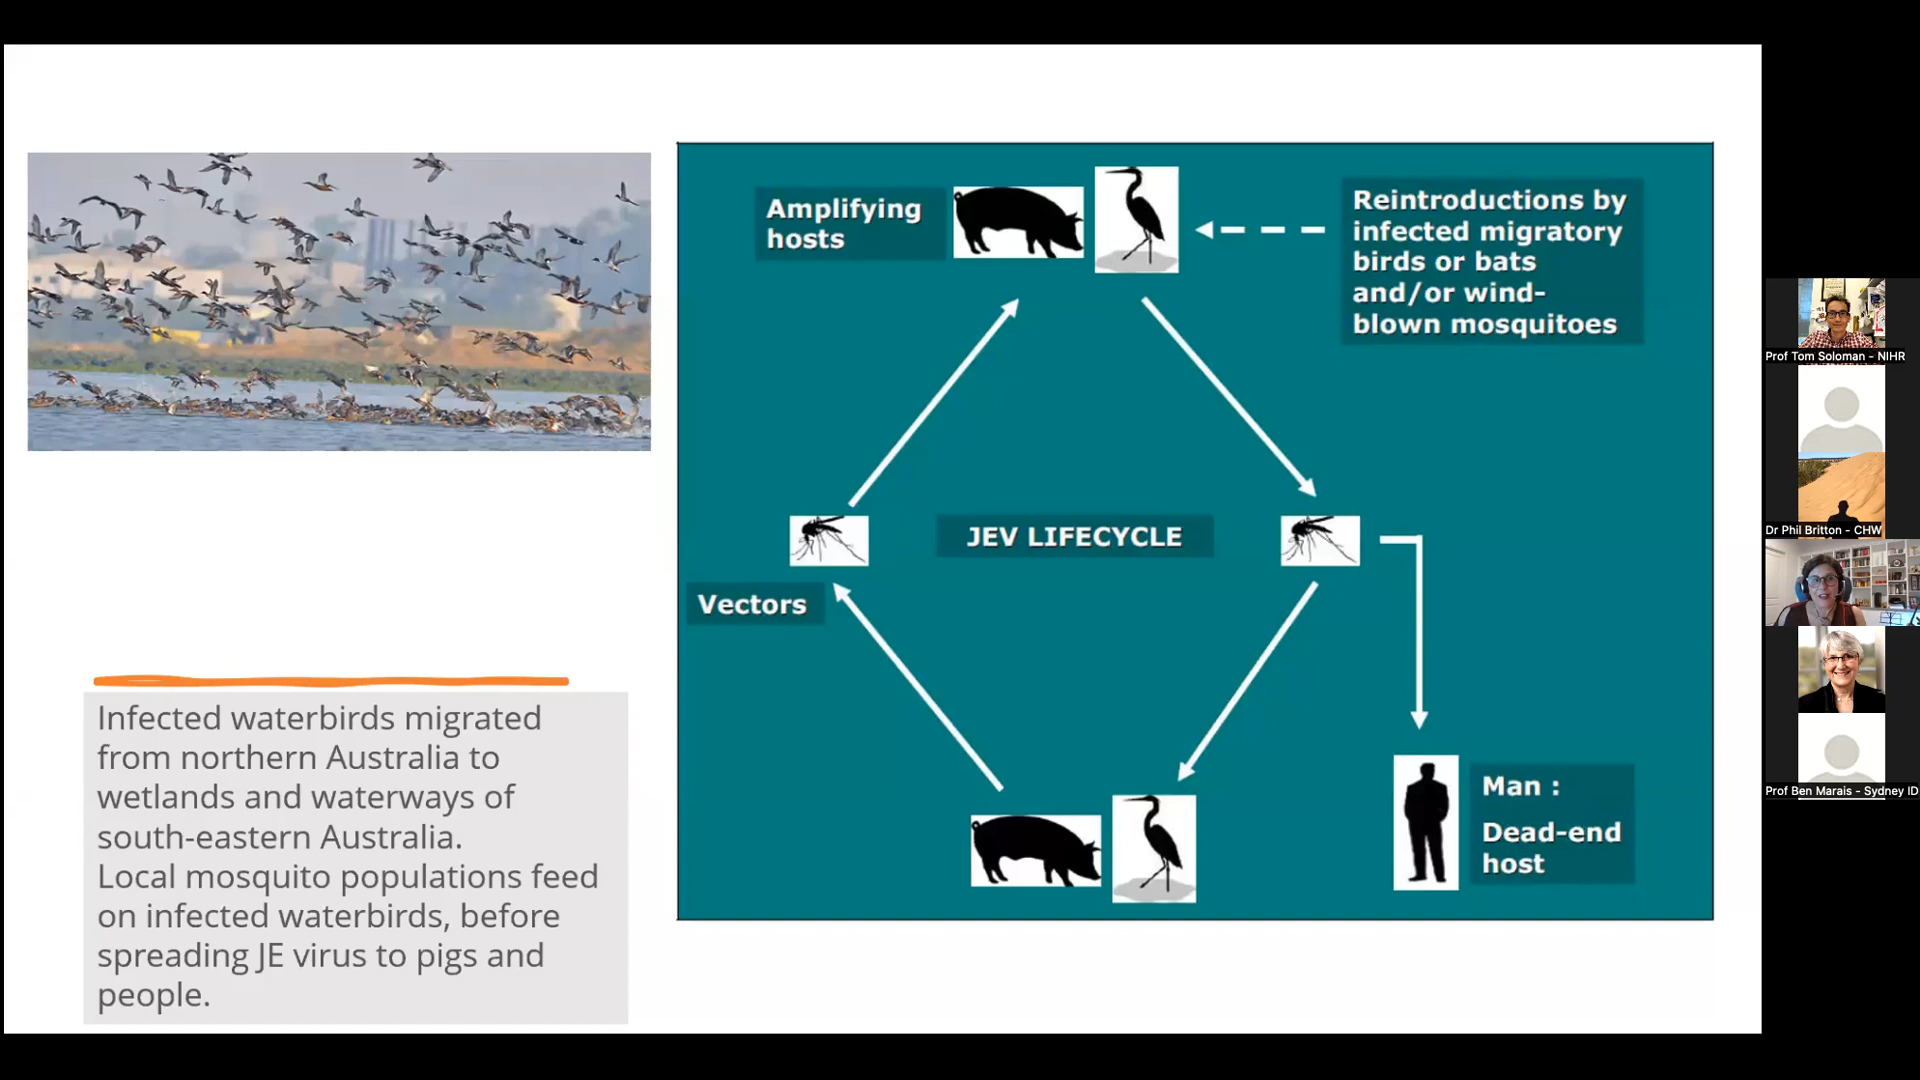 Amplifying
hosts
Reintroductions by
infected migratory
birds or bats
and/or wind-
blown mosquitoes
JEV LIFECYCLE
Vectors
Man :
Dead-end
host
Infected waterbirds migrated
from northern Australia to
wetlands and waterways of
south-eastern Australia.
Local mosquito populations feed
on infected waterbirds, before
spreading JE virus to pigs and
people.
Prof Tom Soloman - NIHR
Dr Phil Britton - CHW
Prof Ben Marais - Sydney ID